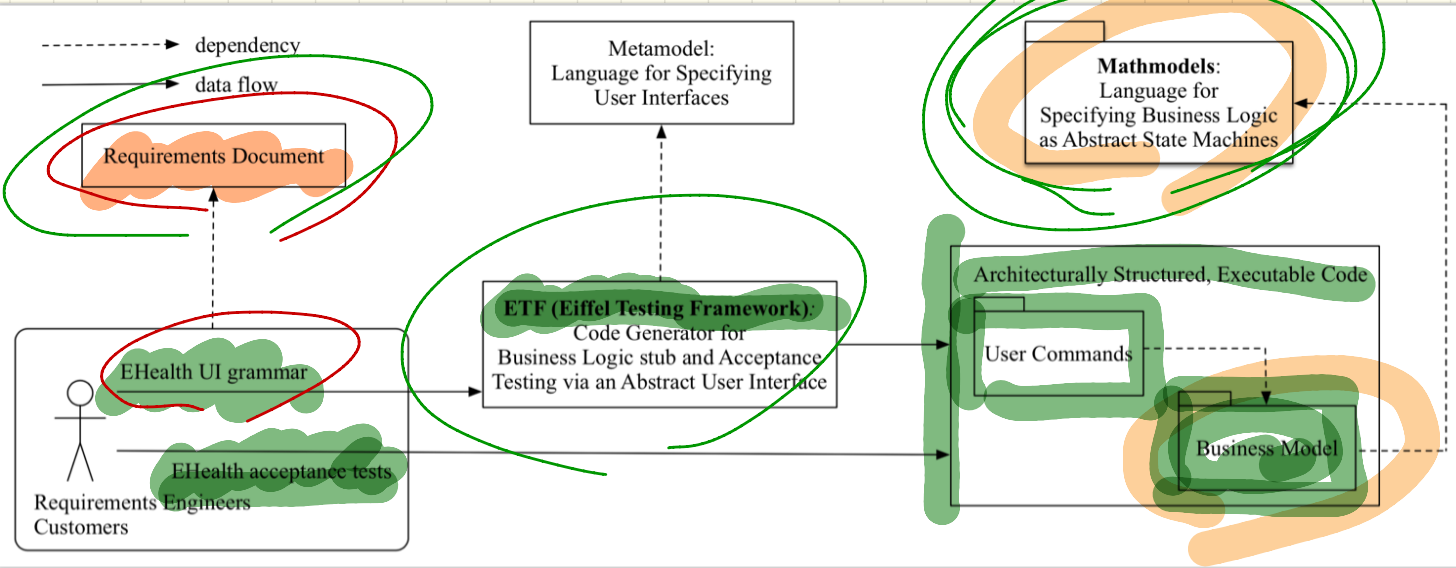 dependency
data flow
Requirements Document
Metamodel:
Language for Specifying
User Interfaces
Mathmodels:
Language for
Specifying Business Logic
as Abstract State Machines
EHealth UI grammar
EHealth acceptance tests
Requirements Engineers
Customers
ETF (Eiffel Testing Framework):
Code Generator for
Business Logic stub and Acceptance
Testing via an Abstract User Interface
Architecturally Structured, Executable Code
User Commands
Business Model